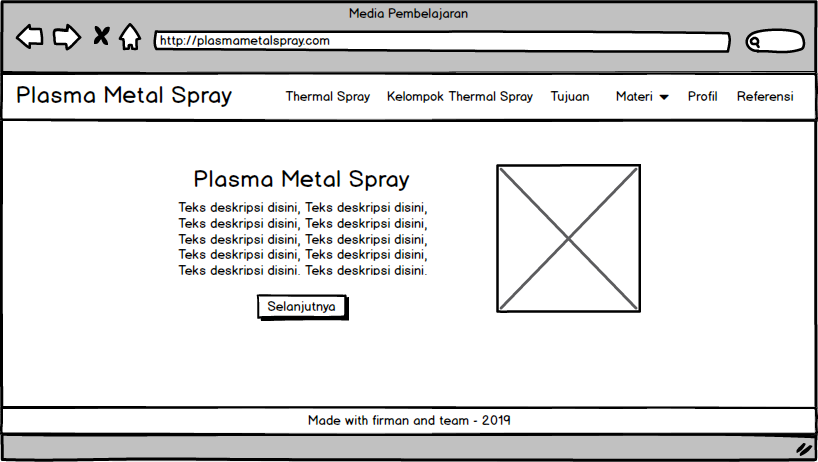 Media Pembelajaran
http://plasmametalspray.com
Plasma Metal Spray
Thermal Spray Kelompok Thermal Spray Tujuan Materi Profil Referensi
Plasma Metal Spray
Teks deskripsi disini, Teks deskripsi disini,
Teks deskripsi disini, Teks deskripsi disini,
Teks deskripsi disini, Teks deskripsi disini,
Teks deskripsi disini, Teks deskripsi disini,
Teks deskripsi disini. Teks deskripsi disini.
Selanjutnya
Made with firman and team - 2019